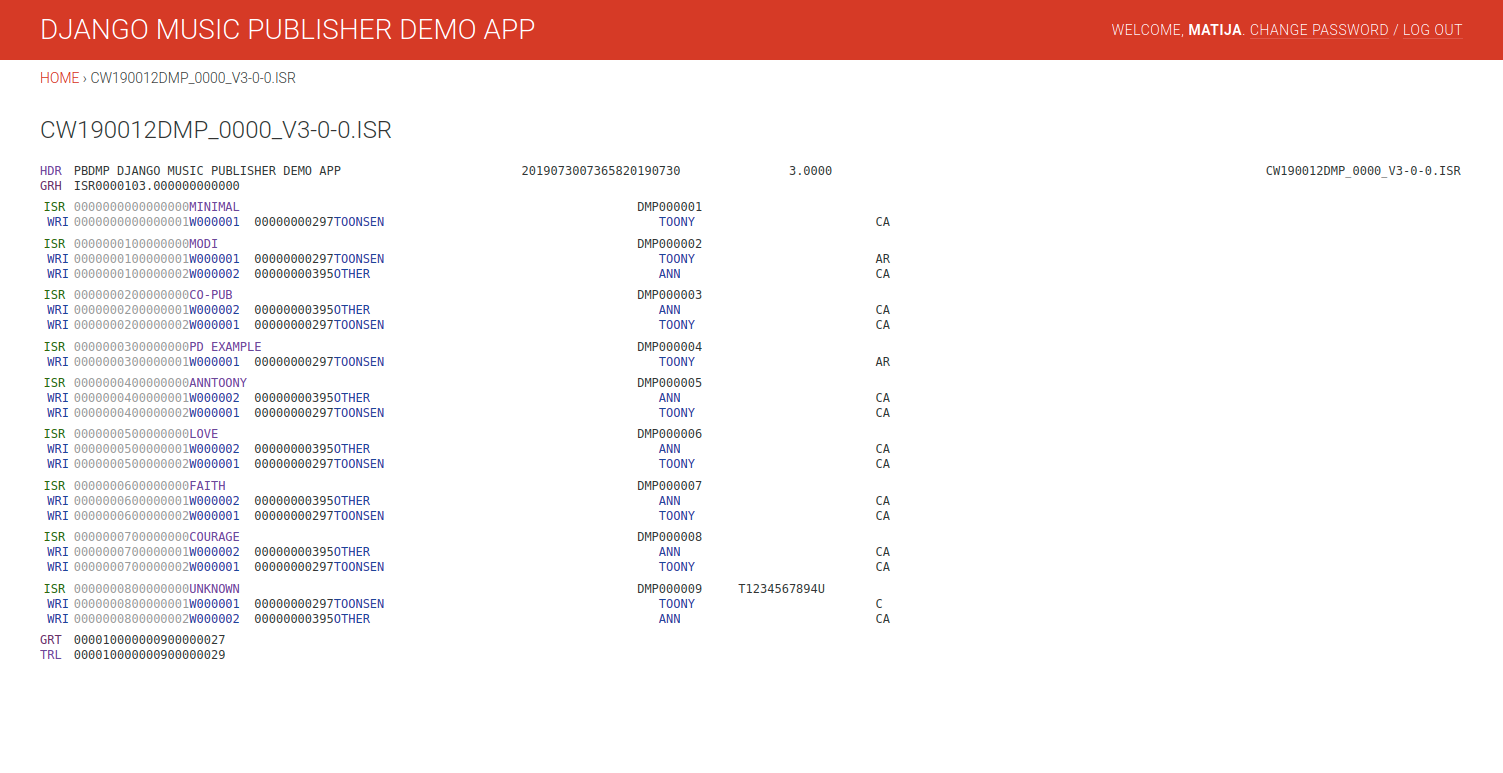 DJANGO MUSIC PUBLISHER DEMO APP WELCOME, MATIJA. CHANGE PASSWORD / LOG OUT
HOME › CW190012DMP_0000_V3-0-0.ISR
CW190012DMP_0000_V3-0-0.ISR
HDR PBDMP DJANGO MUSIC PUBLISHER DEMO APP 2019073007365820190730 3.0000 CW190012DMP_0000_V3-0-0.ISR
GRH ISR0000103.000000000000
ISR 0000000000000000MINIMAL DMP000001
WRI 0000000000000001W000001 00000000297TOONSEN TOONY CA
ISR 0000000100000000MODI DMP000002
WRI 0000000100000001W000001 00000000297TOONSEN TOONY AR
WRI 0000000100000002W000002 00000000395OTHER ANN CA
ISR 0000000200000000CO-PUB DMP000003
WRI 0000000200000001W000002 00000000395OTHER ANN CA
WRI 0000000200000002W000001 00000000297TOONSEN TOONY CA
ISR 0000000300000000PD EXAMPLE DMP000004
WRI 0000000300000001W000001 00000000297TOONSEN TOONY AR
ISR 0000000400000000ANNTOONY DMP000005
WRI 0000000400000001W000002 00000000395OTHER ANN CA
WRI 0000000400000002W000001 00000000297TOONSEN TOONY CA
ISR 0000000500000000LOVE DMP000006
WRI 0000000500000001W000002 00000000395OTHER ANN CA
WRI 0000000500000002W000001 00000000297TOONSEN TOONY CA
ISR 0000000600000000FAITH DMP000007
WRI 0000000600000001W000002 00000000395OTHER ANN CA
WRI 0000000600000002W000001 00000000297TOONSEN TOONY CA
ISR 0000000700000000COURAGE DMP000008
WRI 0000000700000001W000002 00000000395OTHER ANN CA
WRI 0000000700000002W000001 00000000297TOONSEN TOONY CA
ISR 0000000800000000UNKNOWN DMP000009 T1234567894U
WRI 0000000800000001W000001 00000000297TOONSEN TOONY C
WRI 0000000800000002W000002 00000000395OTHER ANN CA
GRT 000010000000900000027
TRL 000010000000900000029